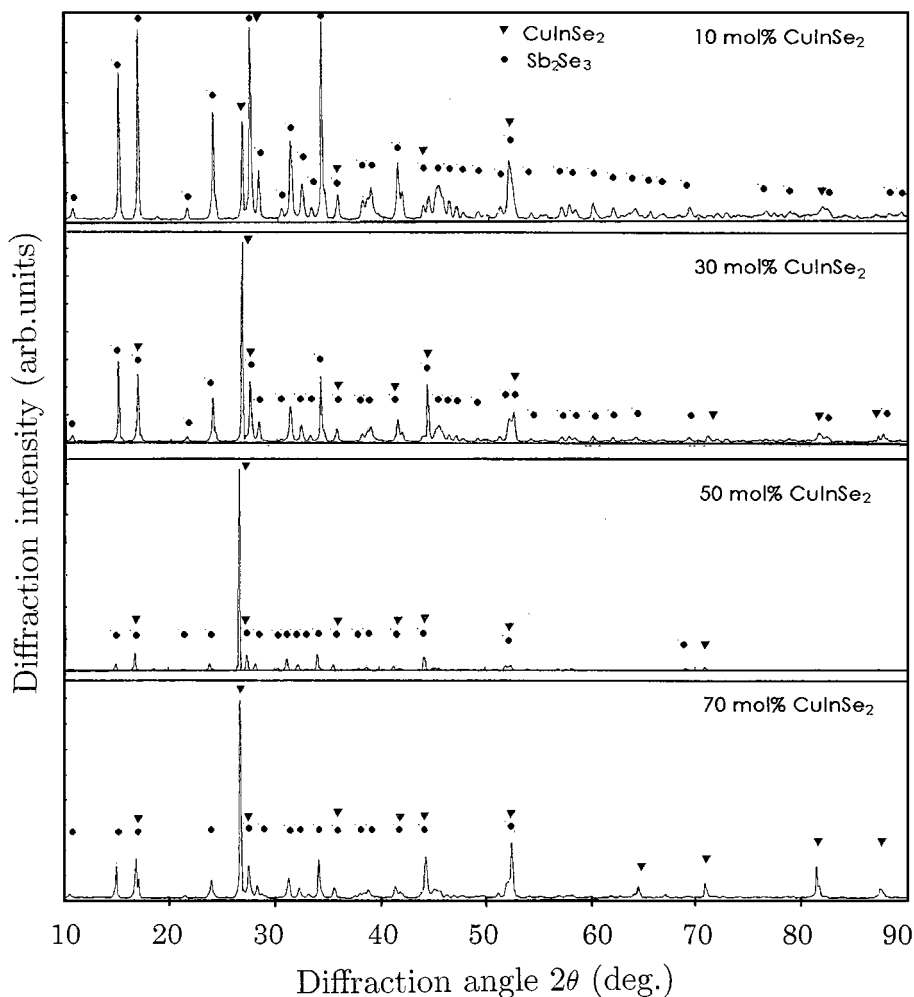 ▼ CuInSe₂
● Sb₂Se₃
10 mol% CuInSe₂
30 mol% CuInSe₂
50 mol% CuInSe₂
70 mol% CuInSe₂
Diffraction intensity (arb.units)
10 20 30 40 50 60 70 80 90
Diffraction angle 2θ (deg.)